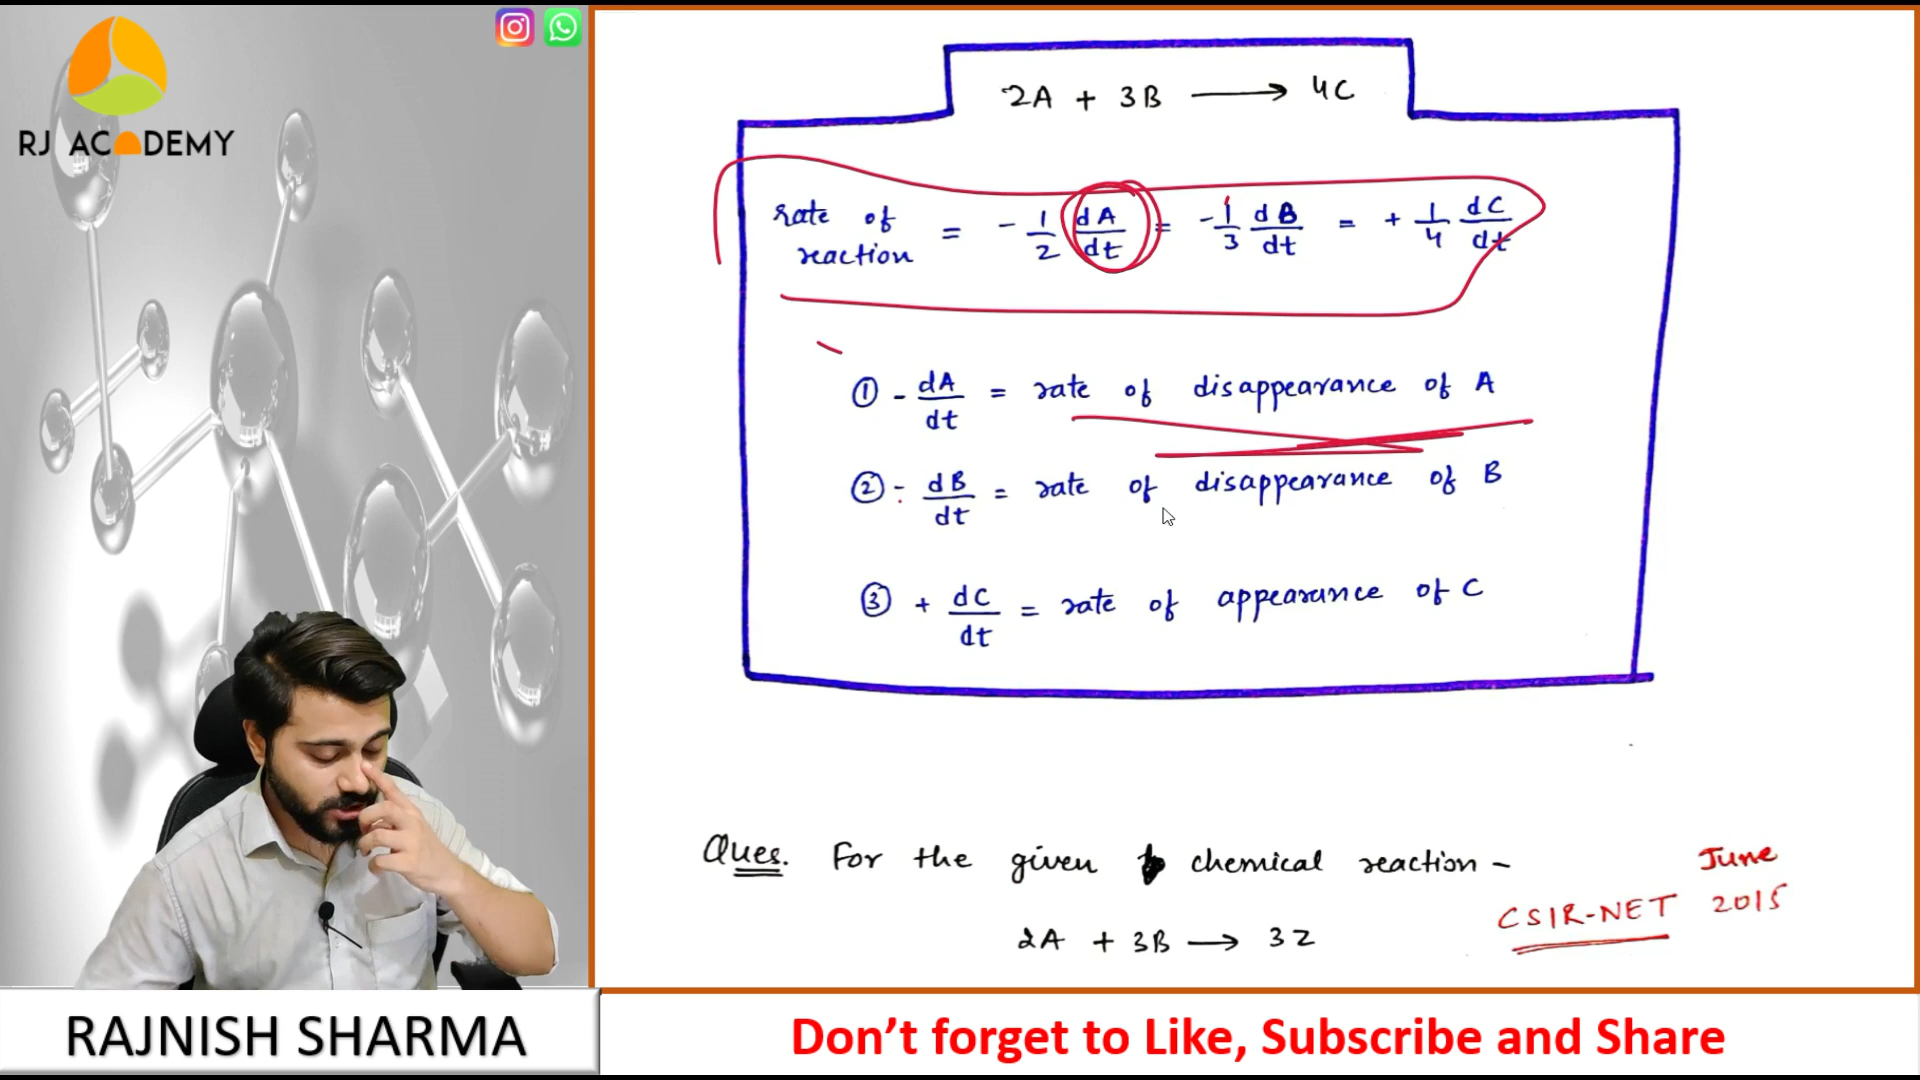 RJ ACADEMY
2A + 3B ⟶ 4C
rate of reaction = - 1/2 dA/dt = - 1/3 dB/dt = + 1/4 dC/dt
① - dA/dt = rate of disappearance of A
② - dB/dt = rate of disappearance of B
③ + dC/dt = rate of appearance of C
Ques. For the given chemical reaction -
June
CSIR-NET 2015
2A + 3B ⟶ 3Z
RAJNISH SHARMA
Don't forget to Like, Subscribe and Share